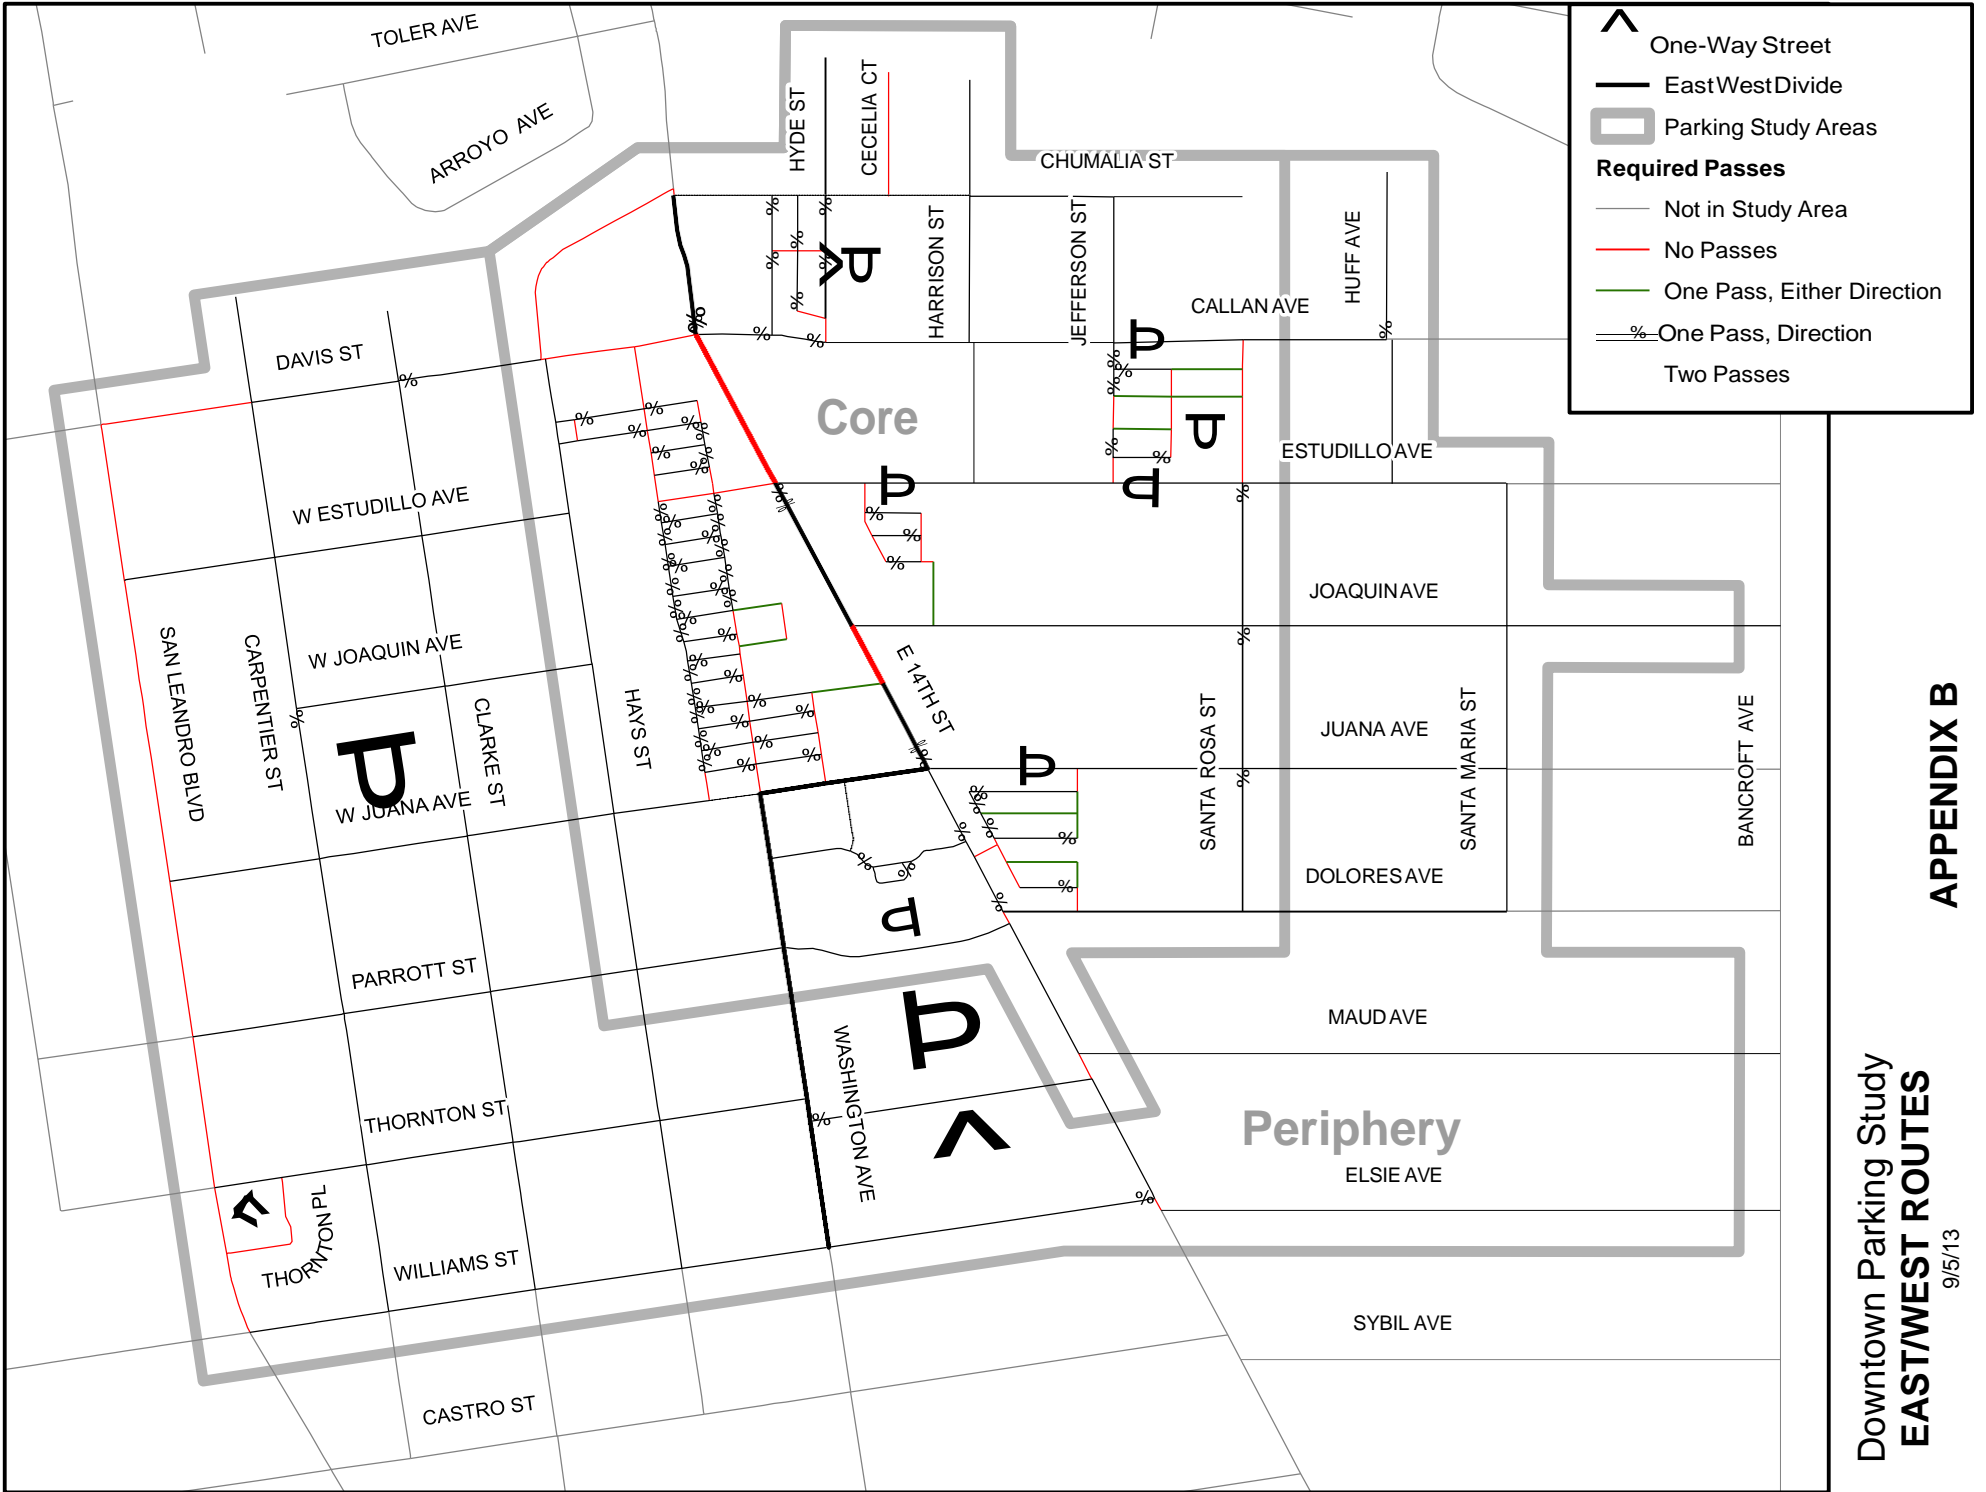 One-Way Street
East West Divide
Parking Study Areas
Required Passes
Not in Study Area
No Passes
One Pass, Either Direction
% One Pass, Direction
Two Passes
TOLER AVE
ARROYO AVE
HYDE ST
CECELIA CT
CHUMALIA ST
HARRISON ST
JEFFERSON ST
HUFF AVE
CALLAN AVE
DAVIS ST
Core
ESTUDILLO AVE
W ESTUDILLO AVE
JOAQUIN AVE
SAN LEANDRO BLVD
CARPENTIER ST
W JOAQUIN AVE
CLARKE ST
HAYS ST
E 14TH ST
SANTA ROSA ST
JUANA AVE
SANTA MARIA ST
BANCROFT AVE
W JUANA AVE
DOLORES AVE
PARROTT ST
MAUD AVE
WASHINGTON AVE
THORNTON ST
Periphery
ELSIE AVE
THORNTON PL
WILLIAMS ST
SYBIL AVE
CASTRO ST
APPENDIX B
Downtown Parking Study
EAST/WEST ROUTES
9/5/13